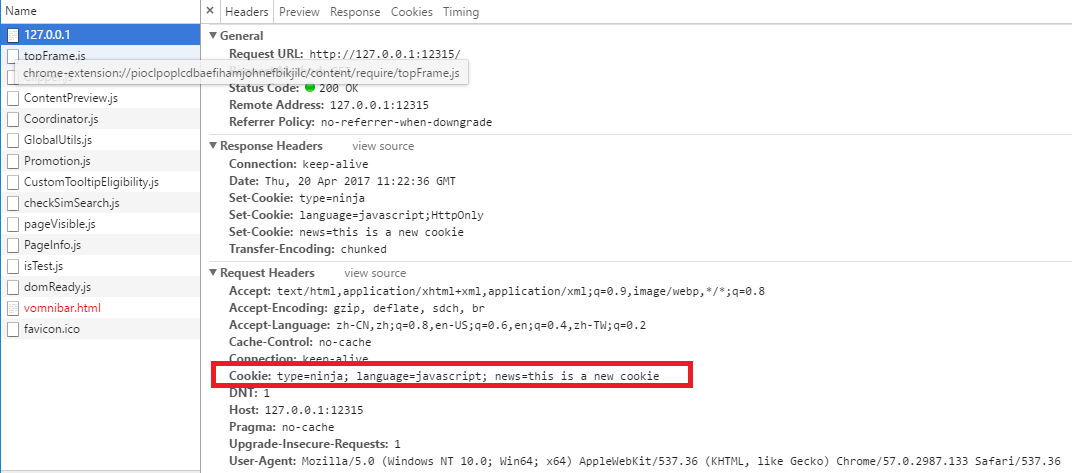 Name
127.0.0.1
topFrame.js
chrome-extension://pioclpoplcdbaefihamjohnefbikjilc/content/require/topFrame.js
ContentPreview.js
Coordinator.js
GlobalUtils.js
Promotion.js
CustomTooltipEligibility.js
checkSimSearch.js
pageVisible.js
PageInfo.js
isTest.js
domReady.js
vomnibar.html
favicon.ico
× Headers Preview Response Cookies Timing
▼ General
Request URL: http://127.0.0.1:12315/
Status Code: 200 OK
Remote Address: 127.0.0.1:12315
Referrer Policy: no-referrer-when-downgrade
▼ Response Headers view source
Connection: keep-alive
Date: Thu, 20 Apr 2017 11:22:36 GMT
Set-Cookie: type=ninja
Set-Cookie: language=javascript;HttpOnly
Set-Cookie: news=this is a new cookie
Transfer-Encoding: chunked
▼ Request Headers view source
Accept: text/html,application/xhtml+xml,application/xml;q=0.9,image/webp,*/*;q=0.8
Accept-Encoding: gzip, deflate, sdch, br
Accept-Language: zh-CN,zh;q=0.8,en-US;q=0.6,en;q=0.4,zh-TW;q=0.2
Cache-Control: no-cache
Connection: keep-alive
Cookie: type=ninja; language=javascript; news=this is a new cookie
DNT: 1
Host: 127.0.0.1:12315
Pragma: no-cache
Upgrade-Insecure-Requests: 1
User-Agent: Mozilla/5.0 (Windows NT 10.0; Win64; x64) AppleWebKit/537.36 (KHTML, like Gecko) Chrome/57.0.2987.133 Safari/537.36